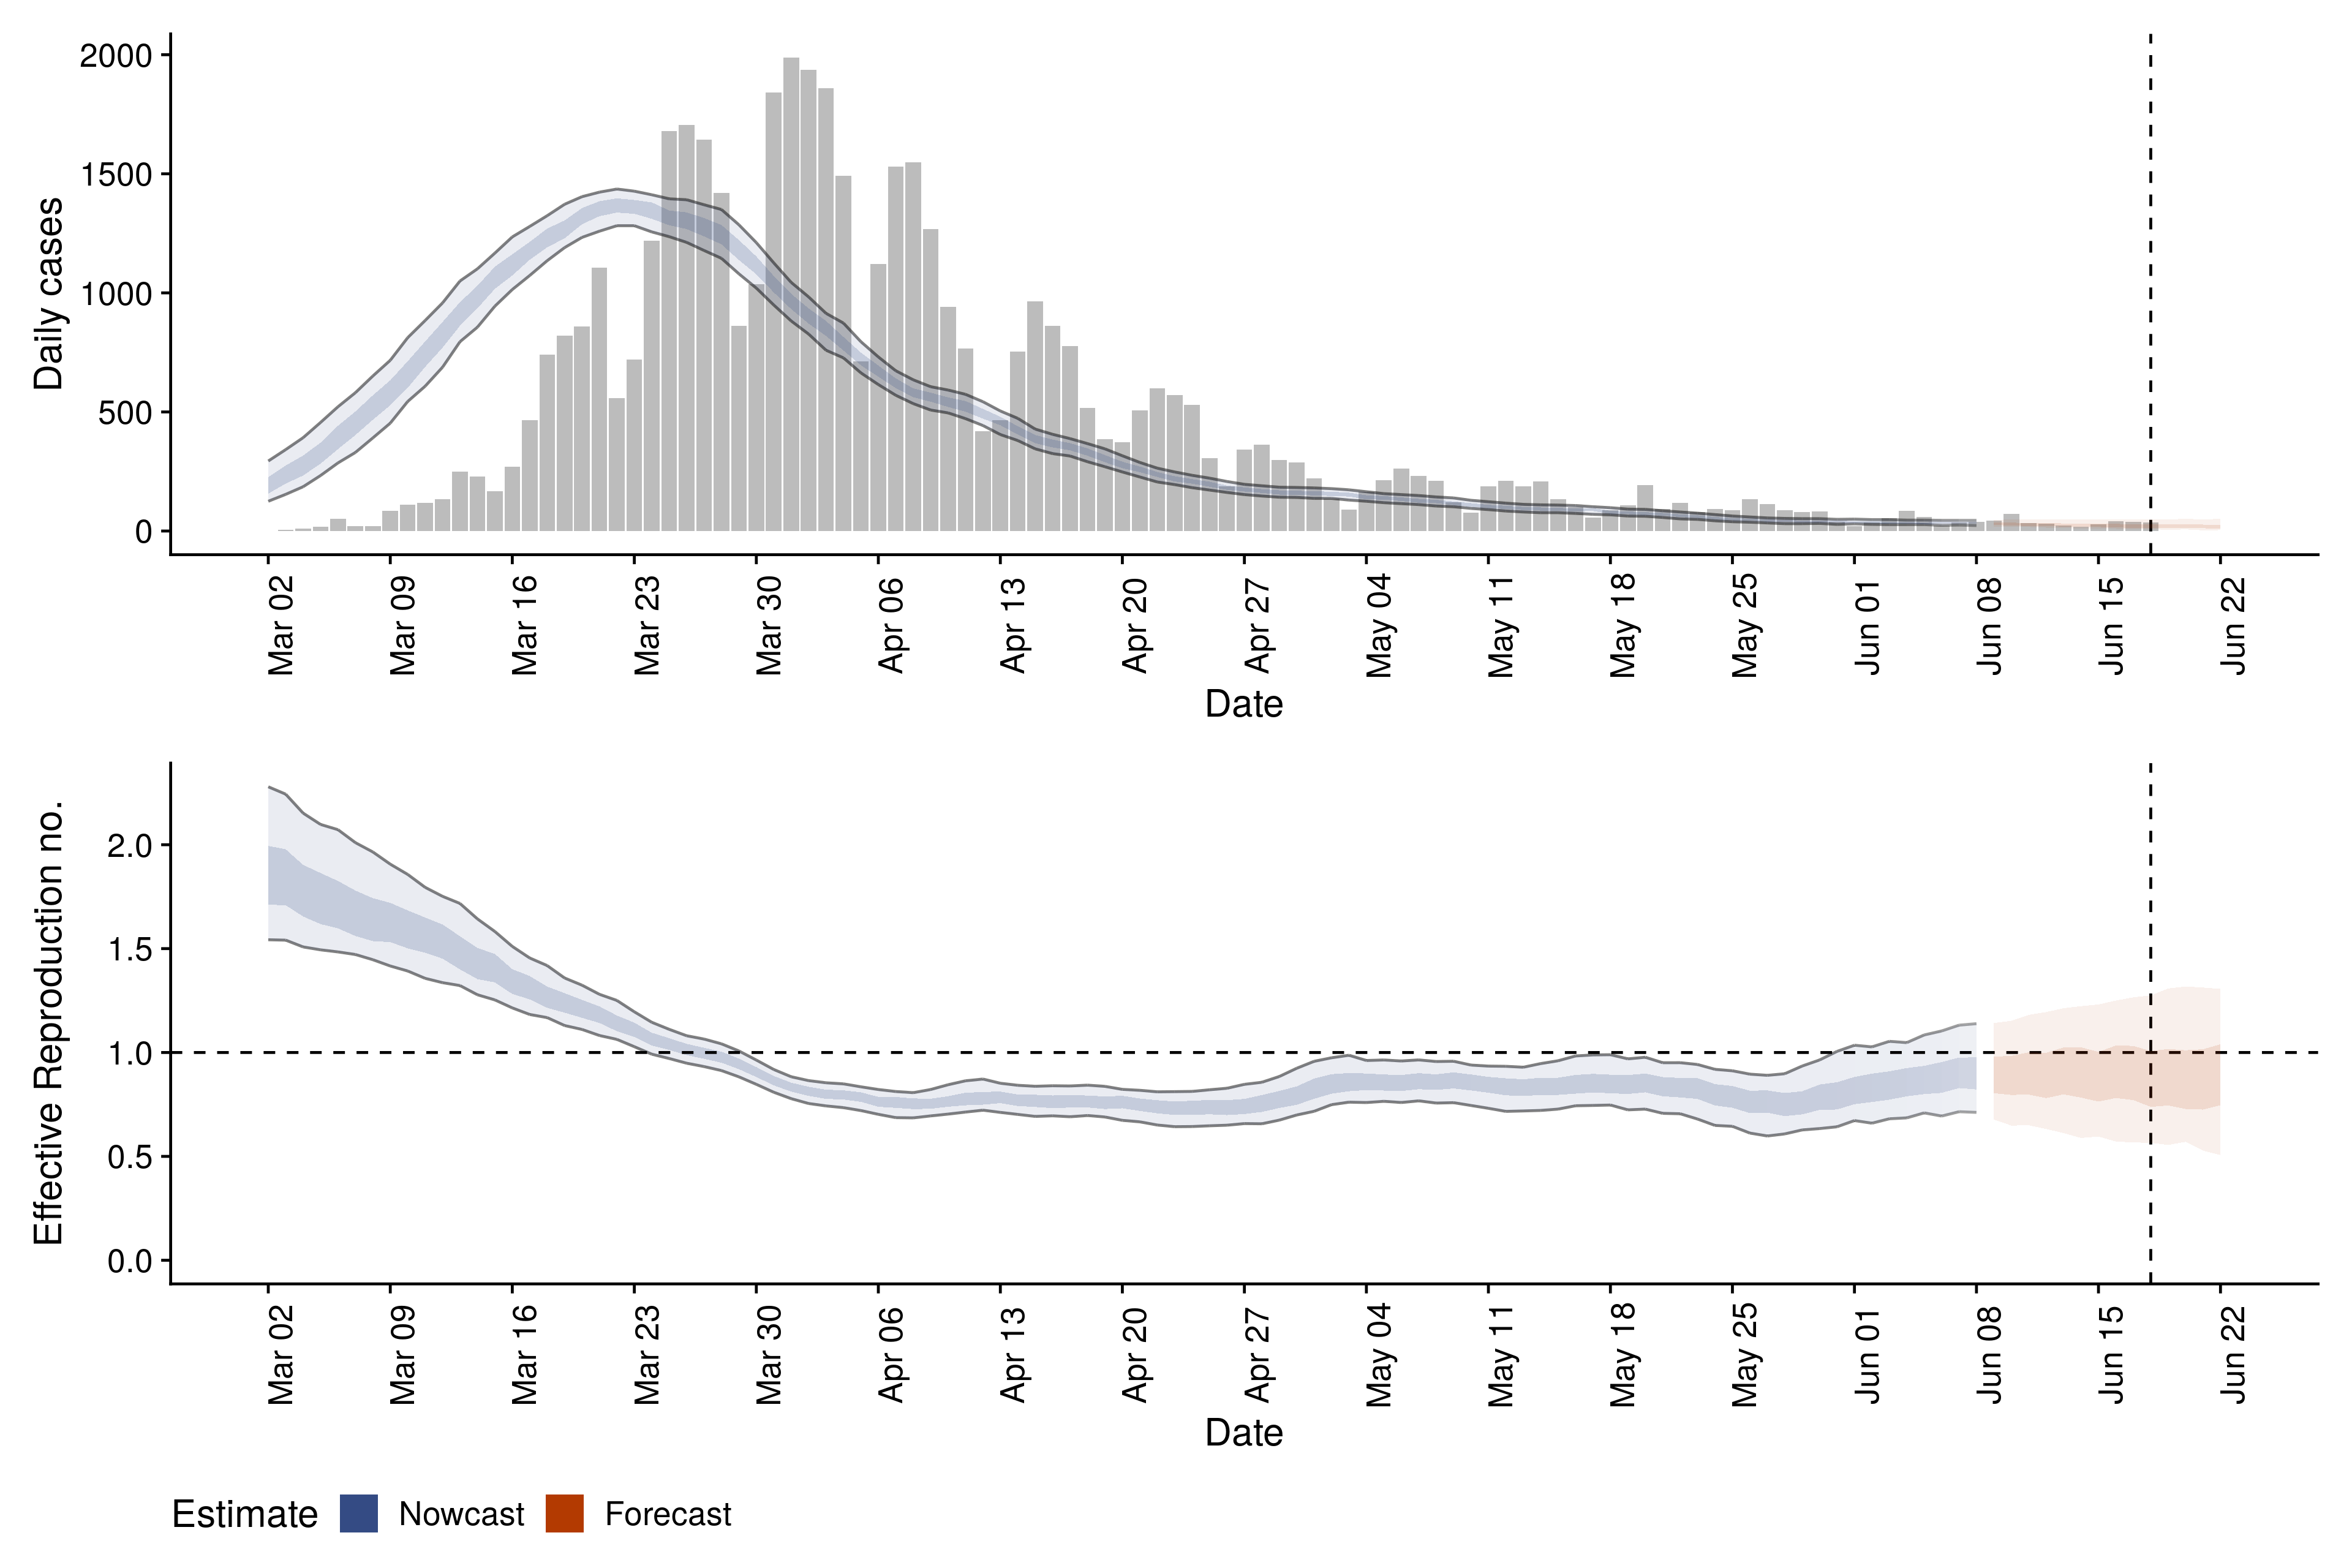 Daily cases
2000
1500
1000
500
0
Mar 02 Mar 09 Mar 16 Mar 23 Mar 30 Apr 06 Apr 13 Apr 20 Apr 27 May 04 May 11 May 18 May 25 Jun 01 Jun 08 Jun 15 Jun 22
Date
Effective Reproduction no.
2.0
1.5
1.0
0.5
0.0
Mar 02 Mar 09 Mar 16 Mar 23 Mar 30 Apr 06 Apr 13 Apr 20 Apr 27 May 04 May 11 May 18 May 25 Jun 01 Jun 08 Jun 15 Jun 22
Date
Estimate Nowcast Forecast